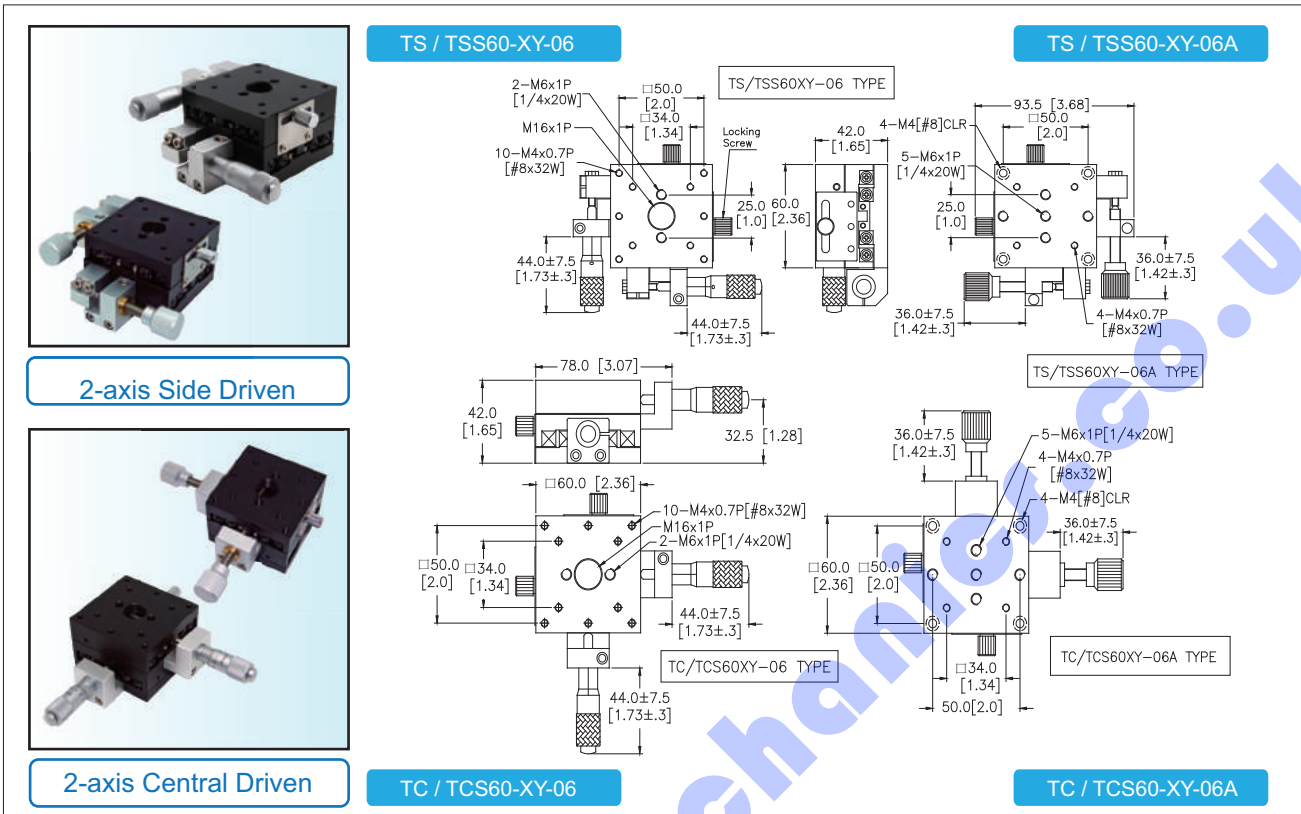 TS / TSS60-XY-06
TS / TSS60-XY-06A
2-axis Side Driven
TS/TSS60XY-06 TYPE
2-M6x1P
[1/4x20W]
M16x1P
10-M4x0.7P
[#8x32W]
□50.0
[2.0]
□34.0
[1.34]
Locking
Screw
25.0
[1.0]
44.0±7.5
[1.73±.3]
44.0±7.5
[1.73±.3]
42.0
[1.65]
60.0
[2.36]
93.5 [3.68]
4-M4[#8]CLR
□50.0
[2.0]
5-M6x1P
[1/4x20W]
25.0
[1.0]
36.0±7.5
[1.42±.3]
36.0±7.5
[1.42±.3]
4-M4x0.7P
[#8x32W]
TS/TSS60XY-06A TYPE
78.0 [3.07]
42.0
[1.65]
32.5 [1.28]
□60.0 [2.36]
10-M4x0.7P[#8x32W]
M16x1P
2-M6x1P[1/4x20W]
□50.0
[2.0]
□34.0
[1.34]
44.0±7.5
[1.73±.3]
TC/TCS60XY-06 TYPE
44.0±7.5
[1.73±.3]
36.0±7.5
[1.42±.3]
5-M6x1P[1/4x20W]
4-M4x0.7P
[#8x32W]
4-M4[#8]CLR
36.0±7.5
[1.42±.3]
□60.0
[2.36]
□50.0
[2.0]
□34.0
[1.34]
50.0[2.0]
TC/TCS60XY-06A TYPE
2-axis Central Driven
TC / TCS60-XY-06
TC / TCS60-XY-06A
chanics.co.u